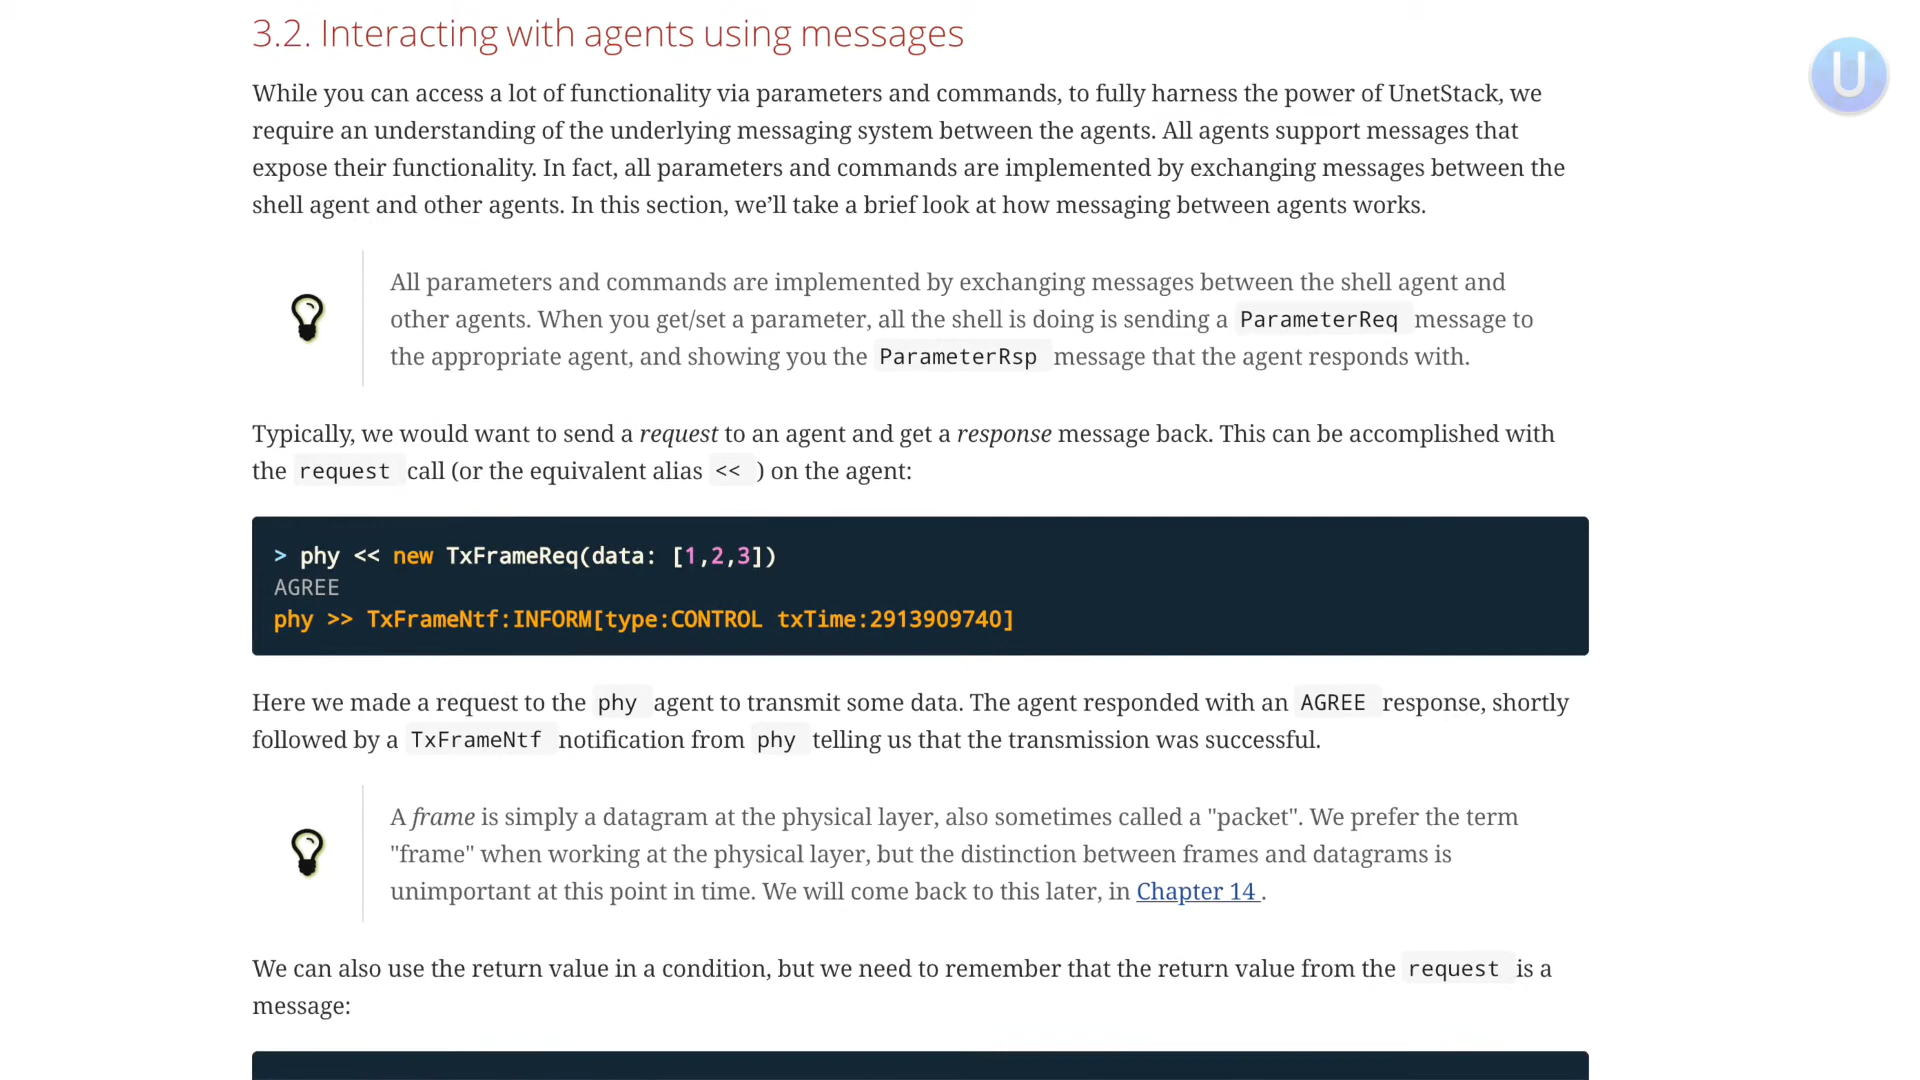 3.2. Interacting with agents using messages
U
While you can access a lot of functionality via parameters and commands, to fully harness the power of UnetStack, we
require an understanding of the underlying messaging system between the agents. All agents support messages that
expose their functionality. In fact, all parameters and commands are implemented by exchanging messages between the
shell agent and other agents. In this section, we’ll take a brief look at how messaging between agents works.
All parameters and commands are implemented by exchanging messages between the shell agent and
other agents. When you get/set a parameter, all the shell is doing is sending a ParameterReq message to
the appropriate agent, and showing you the ParameterRsp message that the agent responds with.
Typically, we would want to send a request to an agent and get a response message back. This can be accomplished with
the request call (or the equivalent alias << ) on the agent:
> phy << new TxFrameReq(data: [1,2,3])
AGREE
phy >> TxFrameNtf:INFORM[type:CONTROL txTime:2913909740]
Here we made a request to the phy agent to transmit some data. The agent responded with an AGREE response, shortly
followed by a TxFrameNtf notification from phy telling us that the transmission was successful.
A frame is simply a datagram at the physical layer, also sometimes called a "packet". We prefer the term
"frame" when working at the physical layer, but the distinction between frames and datagrams is
unimportant at this point in time. We will come back to this later, in Chapter 14 .
We can also use the return value in a condition, but we need to remember that the return value from the request is a
message: